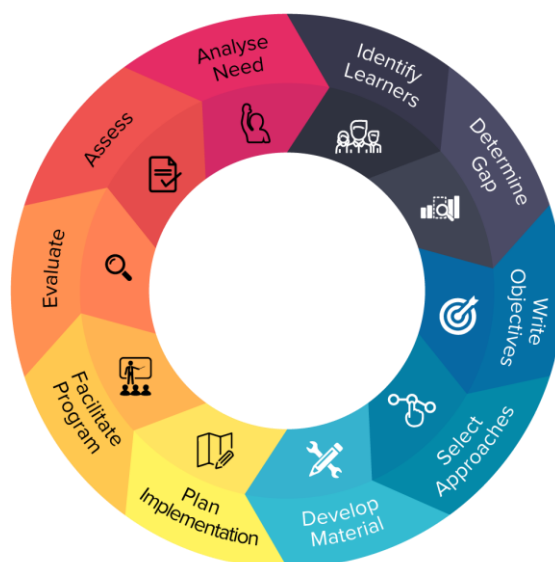 Analyse
Need
Identify
Learners
Determine
Gap
Write
Objectives
Select
Approaches
Develop
Material
Plan
Implementation
Facilitate
Program
Evaluate
Assess